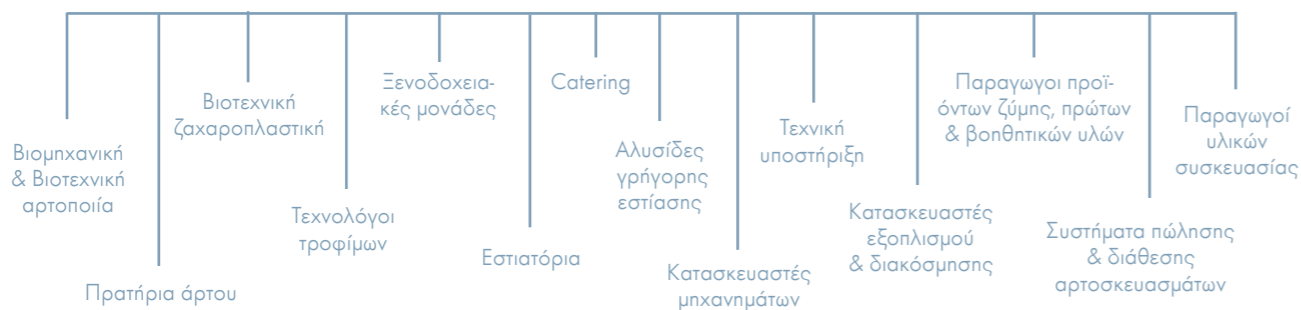 Βιομηχανική
& Βιοτεχνική
αρτοποιία
Πρατήρια άρτου
Βιοτεχνική
ζαχαροπλαστική
Τεχνολόγοι
τροφίμων
Ξενοδοχεια-
κές μονάδες
Εστιατόρια
Catering
Αλυσίδες
γρήγορης
εστίασης
Κατασκευαστές
μηχανημάτων
Τεχνική
υποστήριξη
Κατασκευαστές
εξοπλισμού
& διακόσμησης
Παραγωγοι προϊ-
όντων ζύμης, πρώτων
& βοηθητικών υλών
Συστήματα πώλησης
& διάθεσης
αρτοσκευασμάτων
Παραγωγοί
υλικών
συσκευασίας